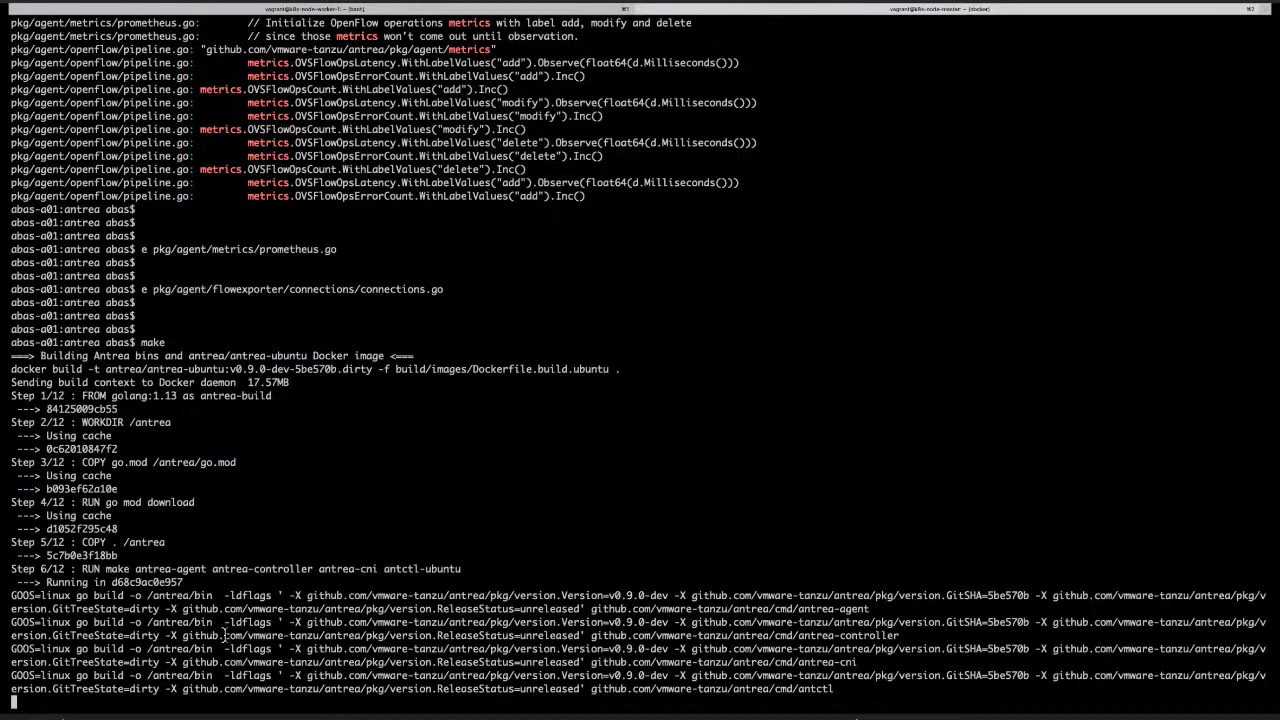 vagrant@k8s-node-worker-1: ~ (bash)
⌘1
vagrant@k8s-node-master: ~ (docker)
⌘2
pkg/agent/metrics/prometheus.go: // Initialize OpenFlow operations metrics with label add, modify and delete
pkg/agent/metrics/prometheus.go: // since those metrics won't come out until observation.
pkg/agent/openflow/pipeline.go: "github.com/vmware-tanzu/antrea/pkg/agent/metrics"
pkg/agent/openflow/pipeline.go: metrics.OVSFlowOpsLatency.WithLabelValues("add").Observe(float64(d.Milliseconds()))
pkg/agent/openflow/pipeline.go: metrics.OVSFlowOpsErrorCount.WithLabelValues("add").Inc()
pkg/agent/openflow/pipeline.go: metrics.OVSFlowOpsCount.WithLabelValues("add").Inc()
pkg/agent/openflow/pipeline.go: metrics.OVSFlowOpsLatency.WithLabelValues("modify").Observe(float64(d.Milliseconds()))
pkg/agent/openflow/pipeline.go: metrics.OVSFlowOpsErrorCount.WithLabelValues("modify").Inc()
pkg/agent/openflow/pipeline.go: metrics.OVSFlowOpsCount.WithLabelValues("modify").Inc()
pkg/agent/openflow/pipeline.go: metrics.OVSFlowOpsLatency.WithLabelValues("delete").Observe(float64(d.Milliseconds()))
pkg/agent/openflow/pipeline.go: metrics.OVSFlowOpsErrorCount.WithLabelValues("delete").Inc()
pkg/agent/openflow/pipeline.go: metrics.OVSFlowOpsCount.WithLabelValues("delete").Inc()
pkg/agent/openflow/pipeline.go: metrics.OVSFlowOpsLatency.WithLabelValues("add").Observe(float64(d.Milliseconds()))
pkg/agent/openflow/pipeline.go: metrics.OVSFlowOpsErrorCount.WithLabelValues("add").Inc()
abas-a01:antrea abas$
abas-a01:antrea abas$
abas-a01:antrea abas$
abas-a01:antrea abas$ e pkg/agent/metrics/prometheus.go
abas-a01:antrea abas$
abas-a01:antrea abas$
abas-a01:antrea abas$ e pkg/agent/flowexporter/connections/connections.go
abas-a01:antrea abas$
abas-a01:antrea abas$
abas-a01:antrea abas$
abas-a01:antrea abas$ make
===> Building Antrea bins and antrea/antrea-ubuntu Docker image <===
docker build -t antrea/antrea-ubuntu:v0.9.0-dev-5be570b.dirty -f build/images/Dockerfile.build.ubuntu .
Sending build context to Docker daemon  17.57MB
Step 1/12 : FROM golang:1.13 as antrea-build
---> 84125009cb55
Step 2/12 : WORKDIR /antrea
---> Using cache
---> 0c62010847f2
Step 3/12 : COPY go.mod /antrea/go.mod
---> Using cache
---> b093ef62a10e
Step 4/12 : RUN go mod download
---> Using cache
---> d1052f295c48
Step 5/12 : COPY . /antrea
---> 5c7b0e3f18bb
Step 6/12 : RUN make antrea-agent antrea-controller antrea-cni antctl-ubuntu
---> Running in d68c9ac0e957
GOOS=linux go build -o /antrea/bin  -ldflags ' -X github.com/vmware-tanzu/antrea/pkg/version.Version=v0.9.0-dev -X github.com/vmware-tanzu/antrea/pkg/version.GitSHA=5be570b -X github.com/vmware-tanzu/antrea/pkg/v
ersion.GitTreeState=dirty -X github.com/vmware-tanzu/antrea/pkg/version.ReleaseStatus=unreleased' github.com/vmware-tanzu/antrea/cmd/antrea-agent
GOOS=linux go build -o /antrea/bin  -ldflags ' -X github.com/vmware-tanzu/antrea/pkg/version.Version=v0.9.0-dev -X github.com/vmware-tanzu/antrea/pkg/version.GitSHA=5be570b -X github.com/vmware-tanzu/antrea/pkg/v
ersion.GitTreeState=dirty -X github.com/vmware-tanzu/antrea/pkg/version.ReleaseStatus=unreleased' github.com/vmware-tanzu/antrea/cmd/antrea-controller
GOOS=linux go build -o /antrea/bin  -ldflags ' -X github.com/vmware-tanzu/antrea/pkg/version.Version=v0.9.0-dev -X github.com/vmware-tanzu/antrea/pkg/version.GitSHA=5be570b -X github.com/vmware-tanzu/antrea/pkg/v
ersion.GitTreeState=dirty -X github.com/vmware-tanzu/antrea/pkg/version.ReleaseStatus=unreleased' github.com/vmware-tanzu/antrea/cmd/antrea-cni
GOOS=linux go build -o /antrea/bin  -ldflags ' -X github.com/vmware-tanzu/antrea/pkg/version.Version=v0.9.0-dev -X github.com/vmware-tanzu/antrea/pkg/version.GitSHA=5be570b -X github.com/vmware-tanzu/antrea/pkg/v
ersion.GitTreeState=dirty -X github.com/vmware-tanzu/antrea/pkg/version.ReleaseStatus=unreleased' github.com/vmware-tanzu/antrea/cmd/antctl